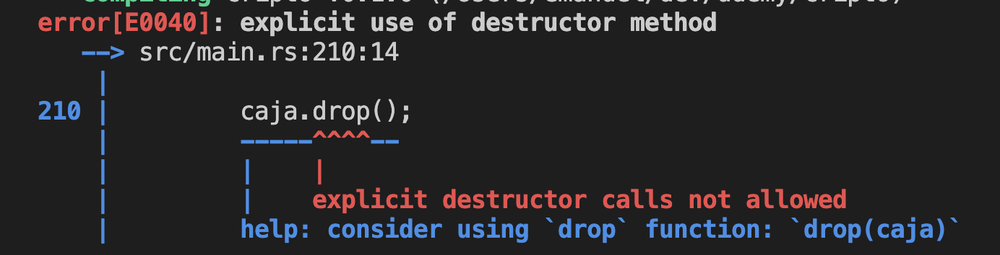 error[E0040]: explicit use of destructor method
--> src/main.rs:210:14
|
210 | caja.drop();
| -----^^^^--
| | |
| | explicit destructor calls not allowed
| help: consider using `drop` function: `drop(caja)`